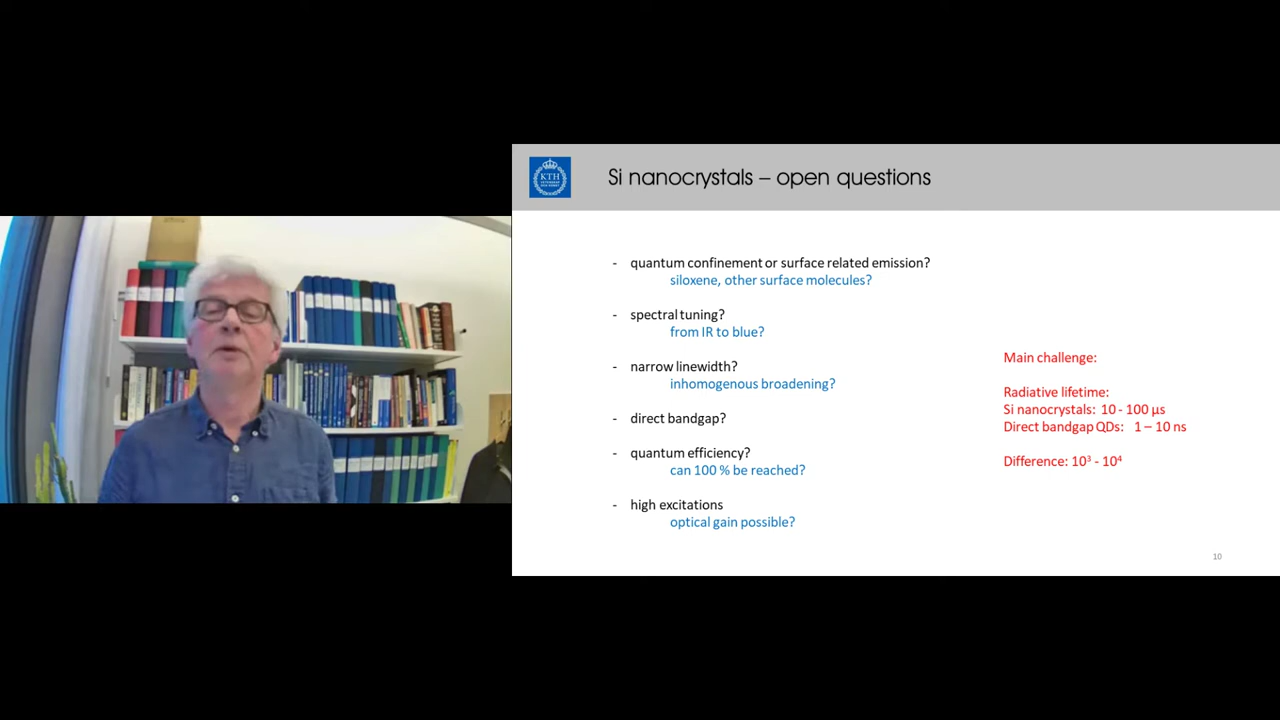 KTH
Si nanocrystals – open questions
- quantum confinement or surface related emission?
siloxene, other surface molecules?
- spectral tuning?
from IR to blue?
- narrow linewidth?
inhomogenous broadening?
- direct bandgap?
- quantum efficiency?
can 100 % be reached?
- high excitations
optical gain possible?
Main challenge:
Radiative lifetime:
Si nanocrystals: 10 - 100 µs
Direct bandgap QDs: 1 – 10 ns
Difference: 10³ - 10⁴
10